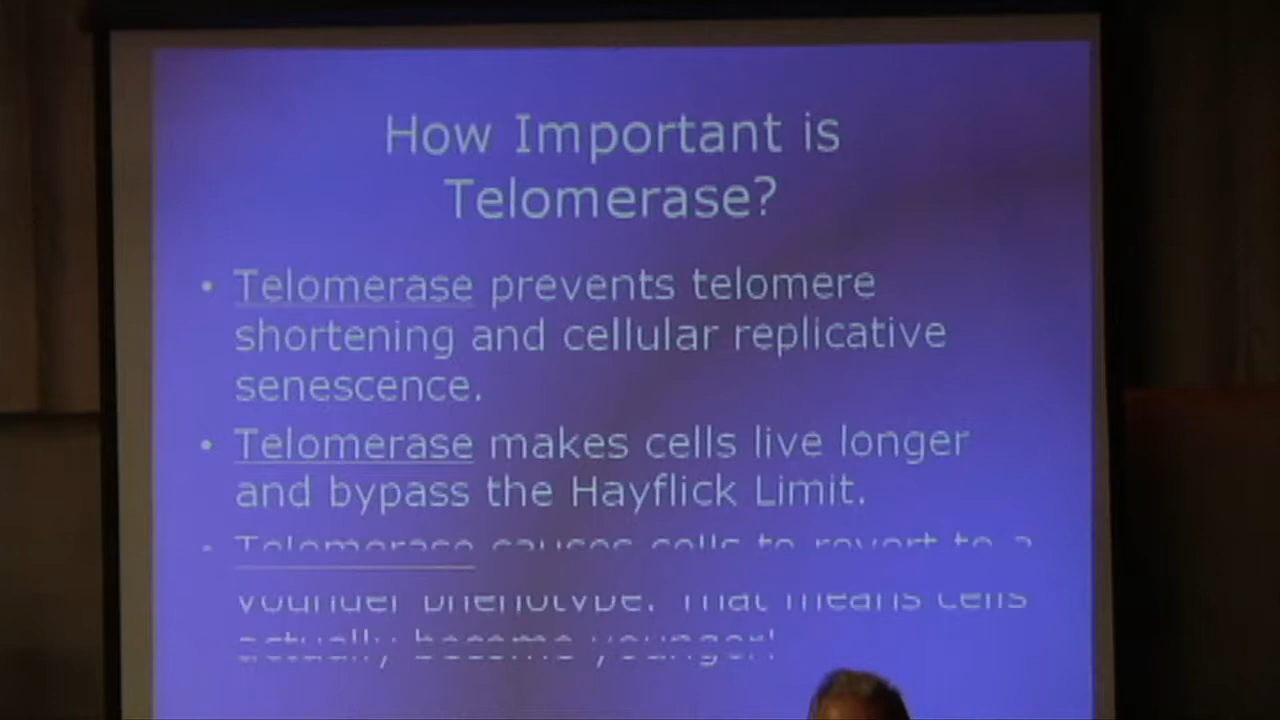 How Important is
Telomerase?
• Telomerase prevents telomere
shortening and cellular replicative
senescence.
• Telomerase makes cells live longer
and bypass the Hayflick Limit.
• Telomerase causes cells to revert to a
younger phenotype. That means cells
actually become younger!